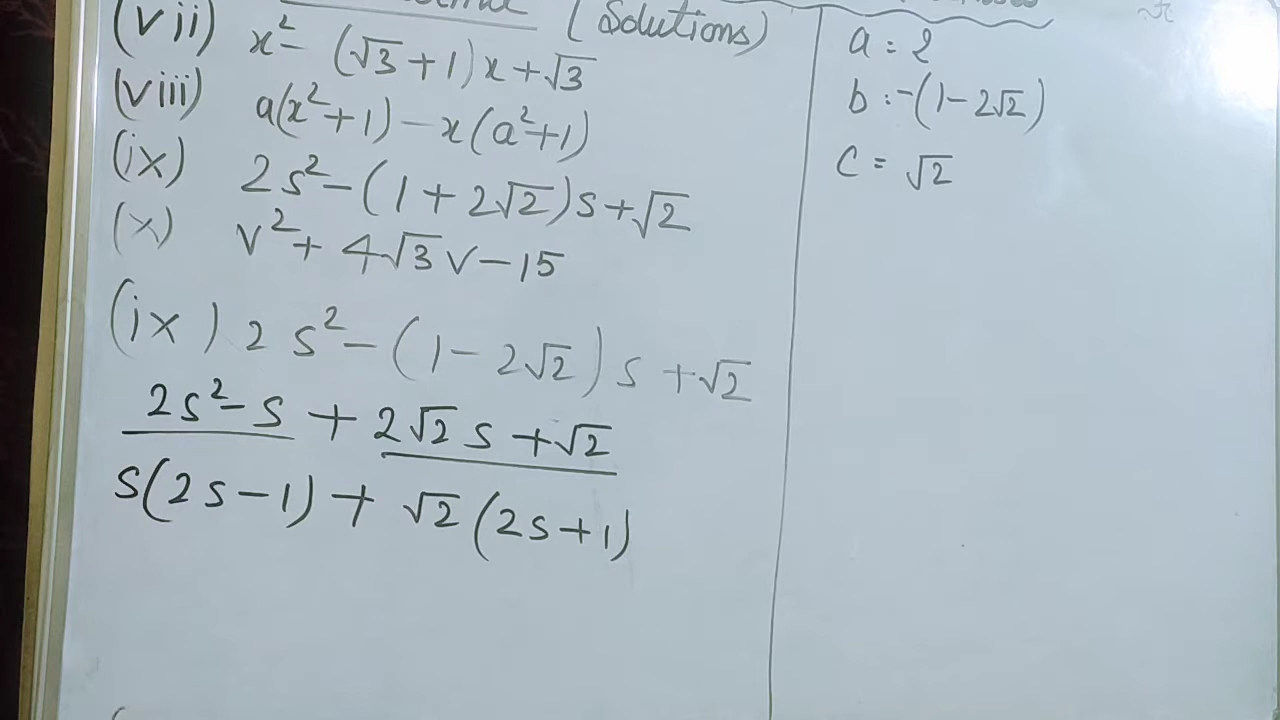 (Solutions)
(vii) x² - (√3+1)x+√3
(viii) a(x²+1) - x(a²+1)
(ix) 2s² - (1+2√2)s+√2
(x) v² + 4√3v-15
(ix) 2s² - (1-2√2)s+√2
2s²-s + 2√2s+√2
s(2s-1) + √2(2s+1)
a = 2
b = -(1-2√2)
c = √2